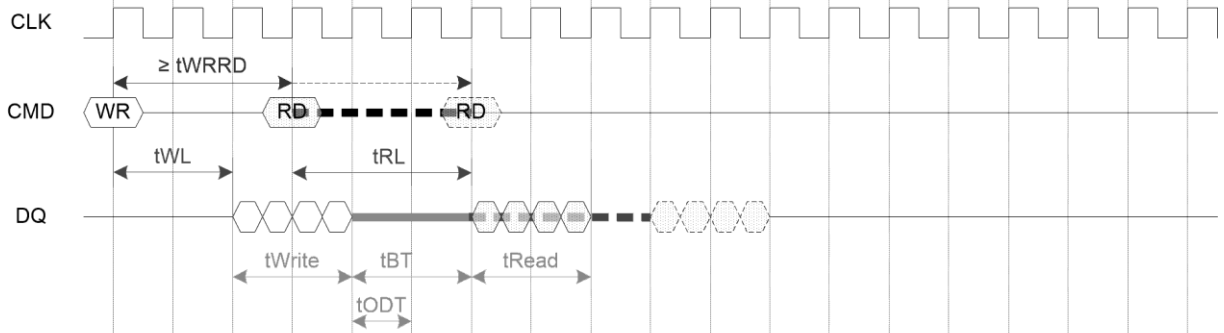 CLK
≥ tWRRD
CMD WR RD RD
tWL tRL
DQ
tWrite tBT tRead
tODT